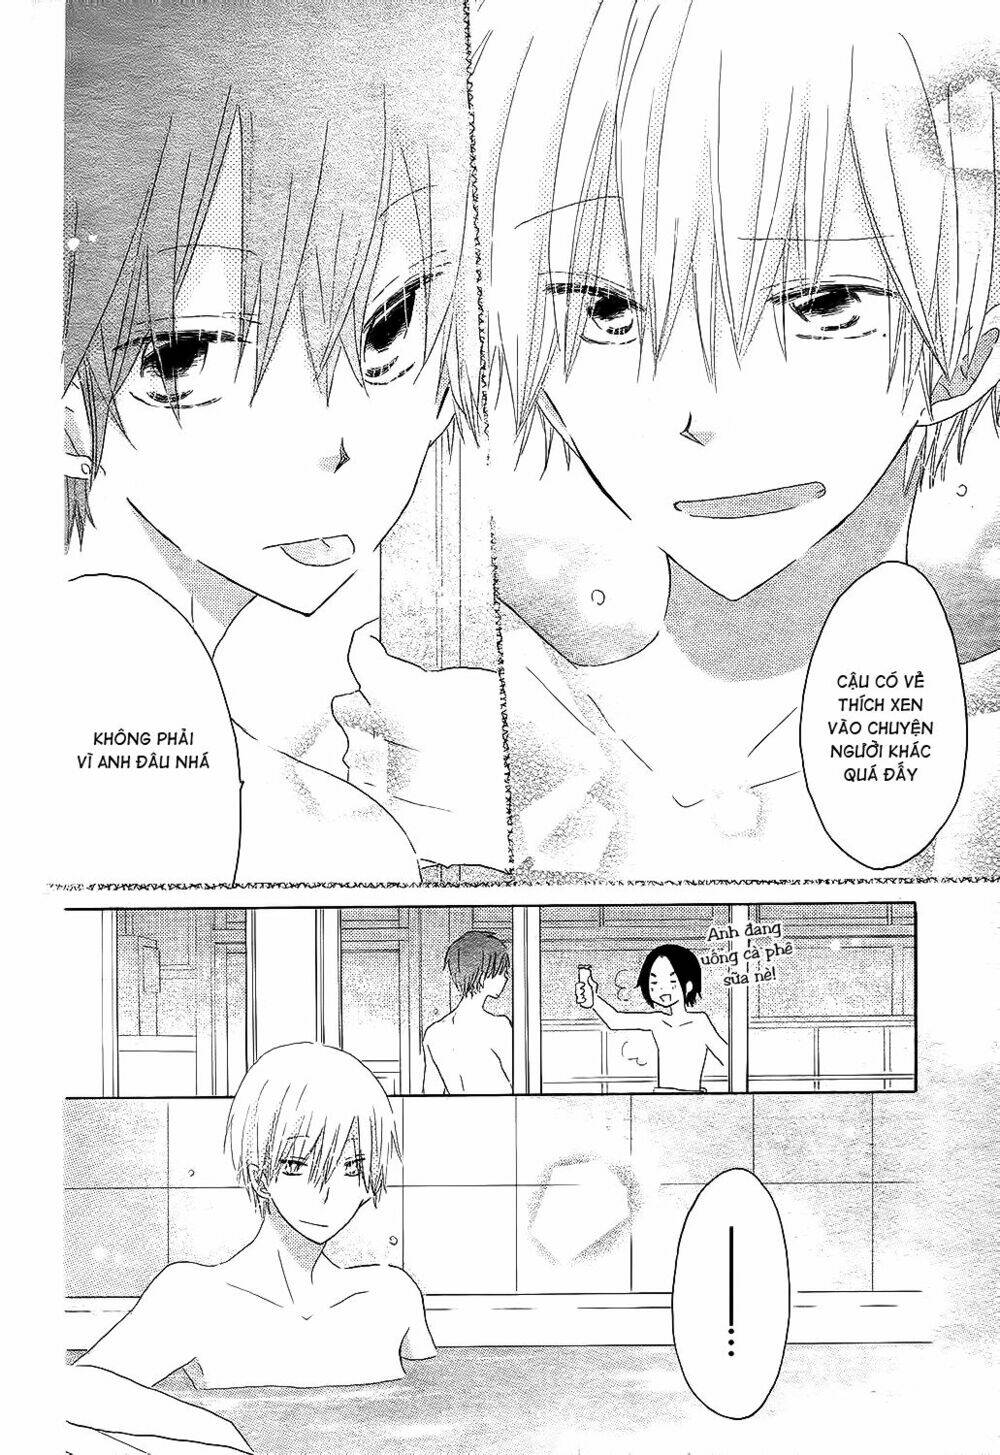 CẬU CÓ VẺ
THÍCH XEN
VÀO CHUYỆN
NGƯỜI KHÁC
QUÁ ĐẤY
KHÔNG PHẢI
VÌ ANH ĐÂU NHÁ
Anh đang
uống cà phê
sữa nè!